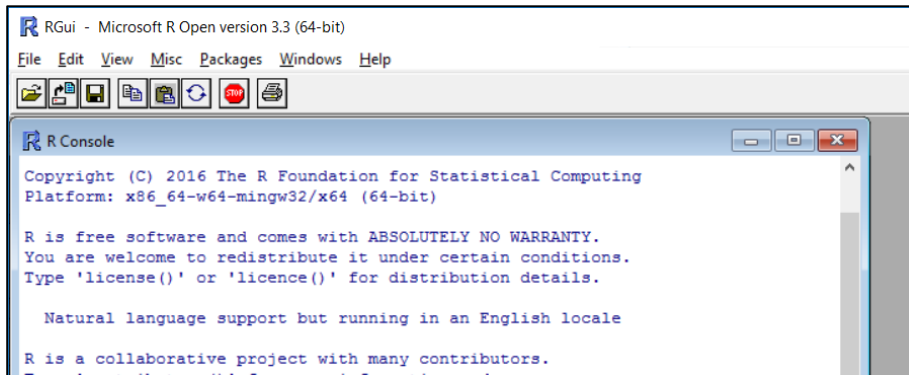 RGui - Microsoft R Open version 3.3 (64-bit)
File Edit View Misc Packages Windows Help
STOP
R Console
Copyright (C) 2016 The R Foundation for Statistical Computing
Platform: x86_64-w64-mingw32/x64 (64-bit)
R is free software and comes with ABSOLUTELY NO WARRANTY.
You are welcome to redistribute it under certain conditions.
Type 'license()' or 'licence()' for distribution details.
Natural language support but running in an English locale
R is a collaborative project with many contributors.